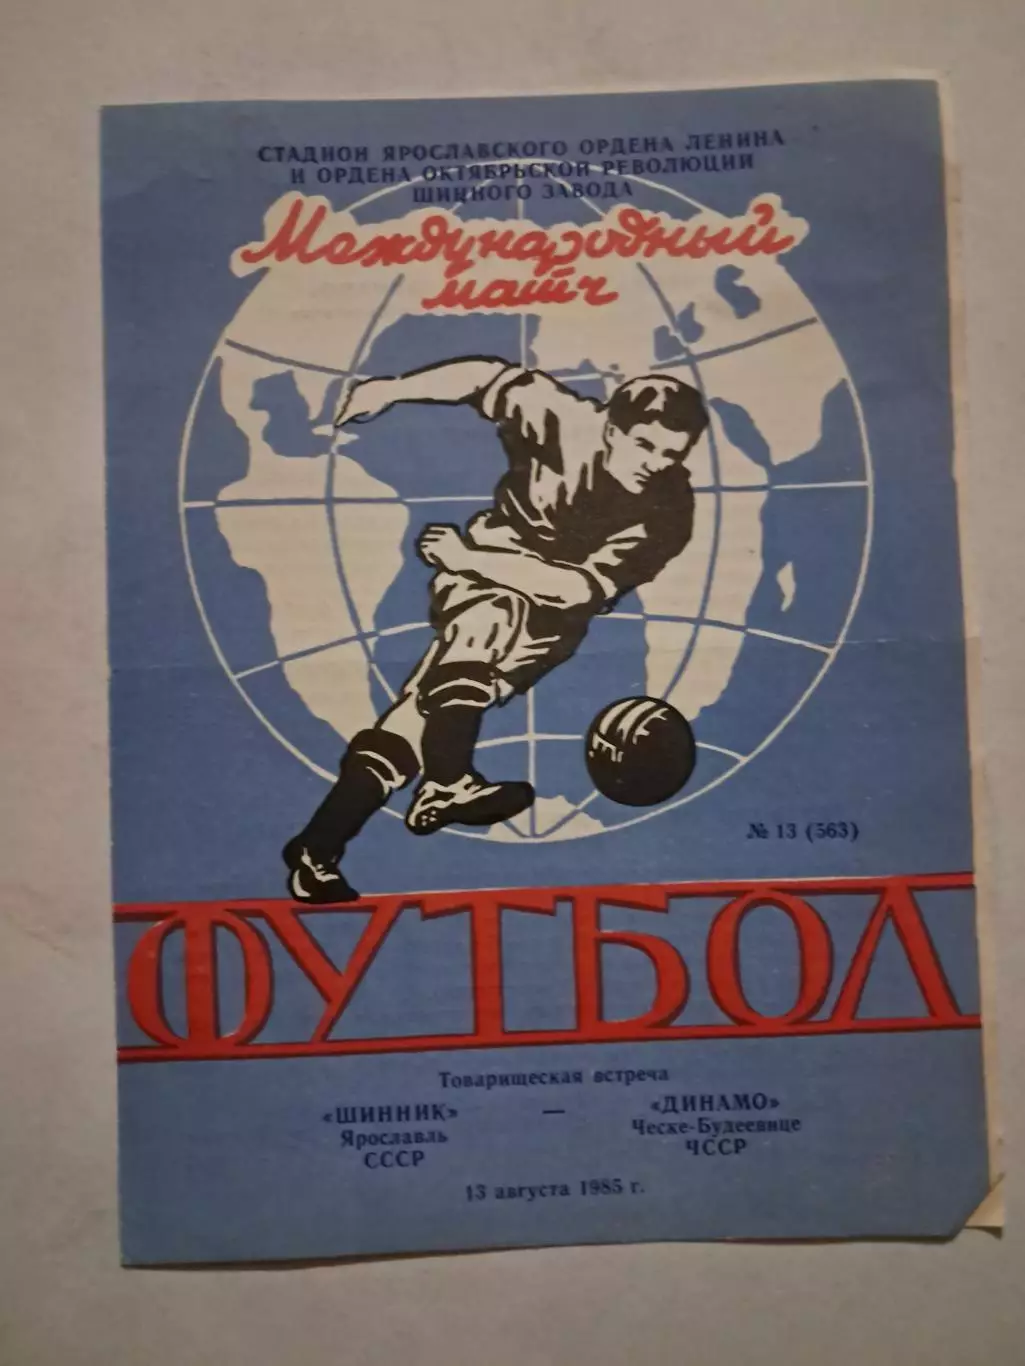 СТАДИОН ЯРОСЛАВСКОГО ОРДЕНА ЛЕНИНА
И ОРДЕНА ОКТЯБРЬСКОЙ РЕВОЛЮЦИИ
ШИННОГО ЗАВОДА
Международный
матч
№ 13 (563)
ФУТБОЛ
Товарищеская встреча
«ШИННИК» — «ДИНАМО»
Ярославль Ческе-Будеевице
СССР ЧССР
13 августа 1985 г.